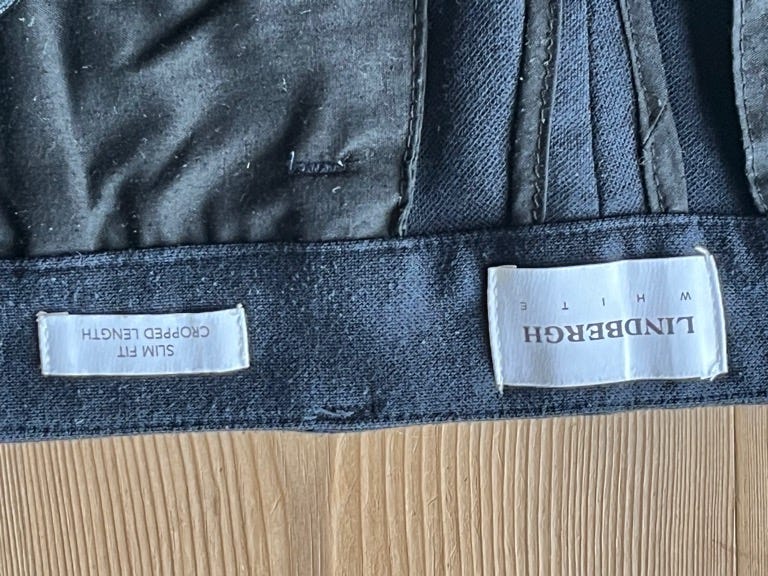 LINDBERGH
WHITE
SLIM FIT
CROPPED LENGTH